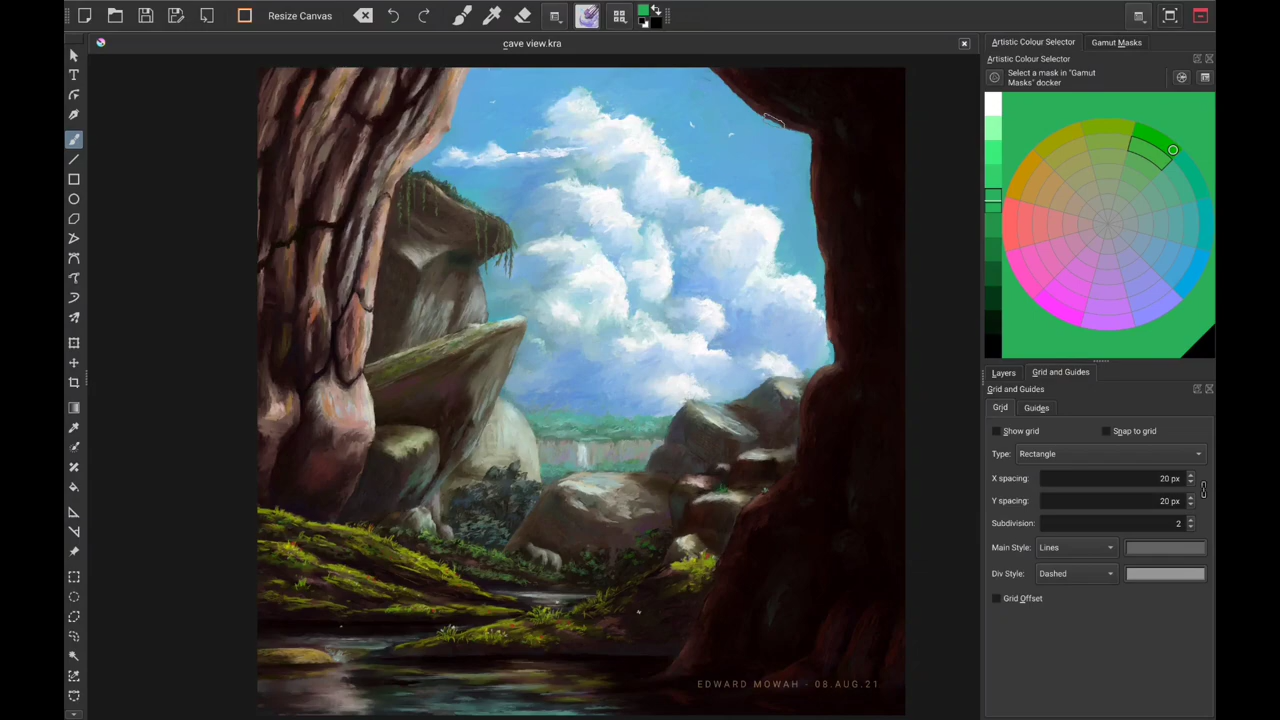 Resize Canvas
cave view.kra
Artistic Colour Selector
Gamut Masks
Artistic Colour Selector
Select a mask in "Gamut
Masks" docker
Layers
Grid and Guides
Grid and Guides
Grid
Guides
Show grid
Snap to grid
Type:
Rectangle
X spacing:
20 px
Y spacing:
20 px
Subdivision:
2
Main Style:
Lines
Div Style:
Dashed
Grid Offset
EDWARD MOWAH - 08.AUG.21